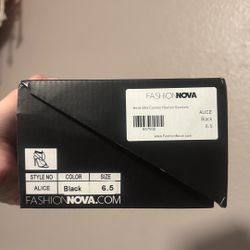 FASHIONNOVA
ALICE
Black
6.5
www.FashionNova.com
STYLE NO COLOR SIZE
ALICE Black 6.5
FASHIONNOVA.COM